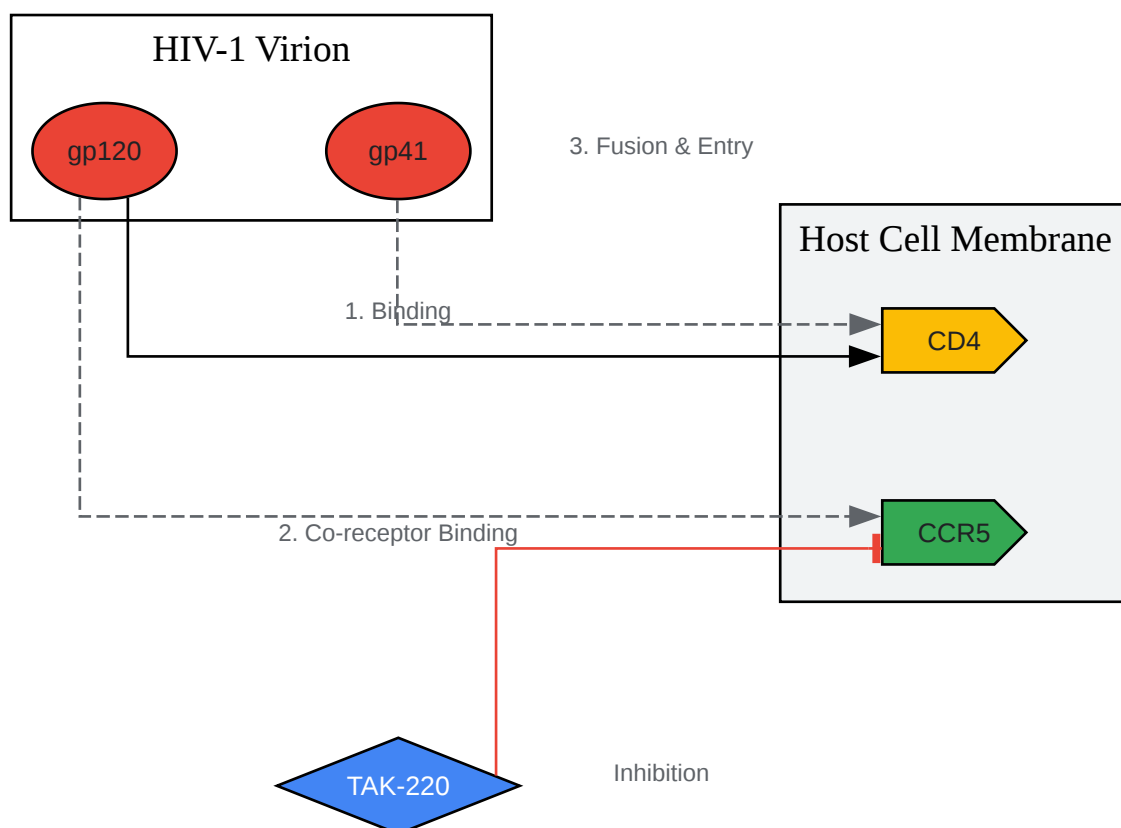 HIV-1 Virion
gp120
gp41
3. Fusion & Entry
Host Cell Membrane
1. Binding
CD4
2. Co-receptor Binding
CCR5
TAK-220
Inhibition